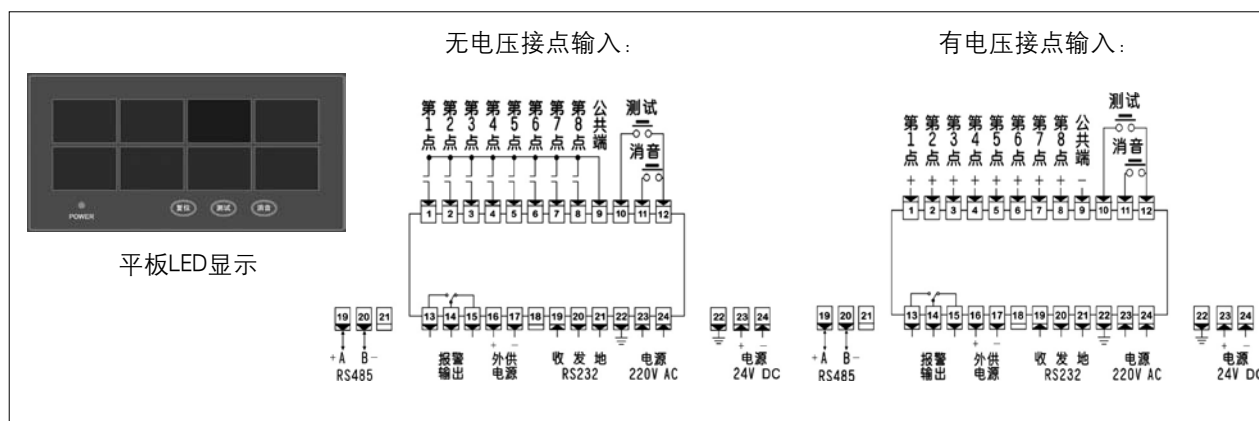 无电压接点输入：
有电压接点输入：
POWER
复位 测试 消音
平板LED显示
第1点 第2点 第3点 第4点 第5点 第6点 第7点 第8点 公共端
测试
消音
1 2 3 4 5 6 7 8 9 10 11 12
13 14 15 16 17 18 19 20 21 22 23 24
+ -
报警输出
外供电源
收 发 地
RS232
电源
220V AC
19 20 21
+A B-
RS485
22 23 24
+ -
电源
24V DC
第1点 第2点 第3点 第4点 第5点 第6点 第7点 第8点 公共端
+ + + + + + + + -
测试
消音
1 2 3 4 5 6 7 8 9 10 11 12
13 14 15 16 17 18 19 20 21 22 23 24
+ -
报警输出
外供电源
收 发 地
RS232
电源
220V AC
19 20 21
+A B-
RS485
22 23 24
+ -
电源
24V DC